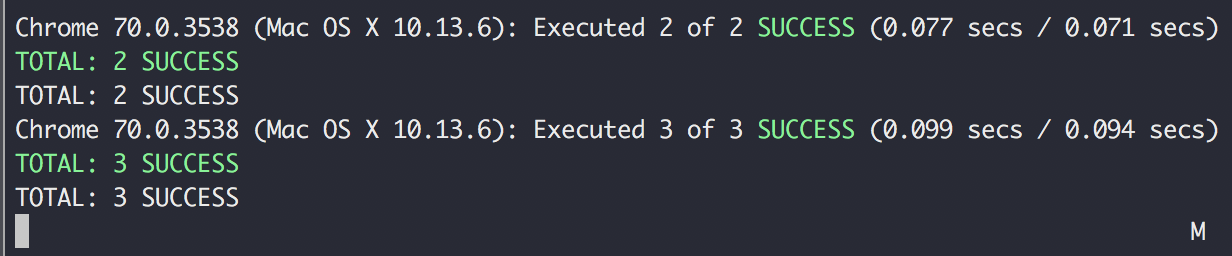 Chrome 70.0.3538 (Mac OS X 10.13.6): Executed 2 of 2 SUCCESS (0.077 secs / 0.071 secs)
TOTAL: 2 SUCCESS
TOTAL: 2 SUCCESS
Chrome 70.0.3538 (Mac OS X 10.13.6): Executed 3 of 3 SUCCESS (0.099 secs / 0.094 secs)
TOTAL: 3 SUCCESS
TOTAL: 3 SUCCESS
M